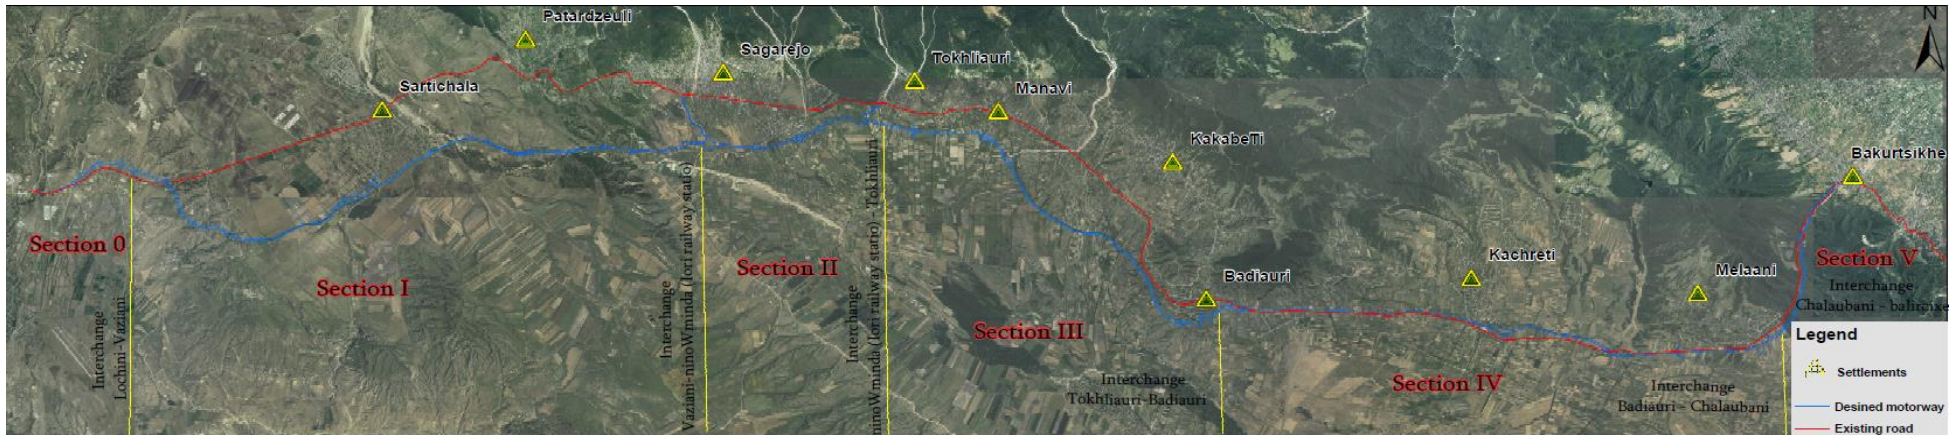 N
Patardzeuli
Sagarejo
Tokhliauri
Sartichala
Manavi
KakabeTi
Bakurtsikhe
Section 0
Section I
Section II
Section III
Badiauri
Kachreti
Melaani
Section IV
Section V
Interchange
Lochini-Vaziani
Interchange
Vaziani-ninoWminda (Iori railway statio)
Interchange
ninoWminda (Iori railway statio) - Tokhliauri
Interchange
Tokhliauri-Badiauri
Interchange
Badiauri - Chalaubani
Interchange
Chalaubani -
Legend
Settlements
Desined motorway
Existing road